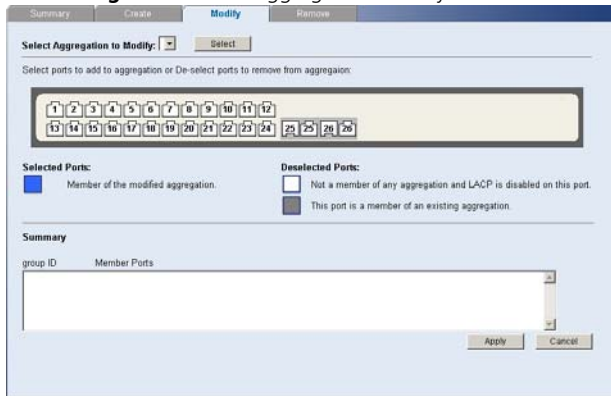 Summary Create Modify Remove
Select Aggregation to Modify: Select
Select ports to add to aggregation or De-select ports to remove from aggregaion:
1 2 3 4 5 6 7 8 9 10 11 12
13 14 15 16 17 18 19 20 21 22 23 24 25 25 26 26
Selected Ports: Deselected Ports:
Member of the modified aggregation. Not a member of any aggregation and LACP is disabled on this port.
This port is a member of an existing aggregation.
Summary
group ID Member Ports
Apply Cancel